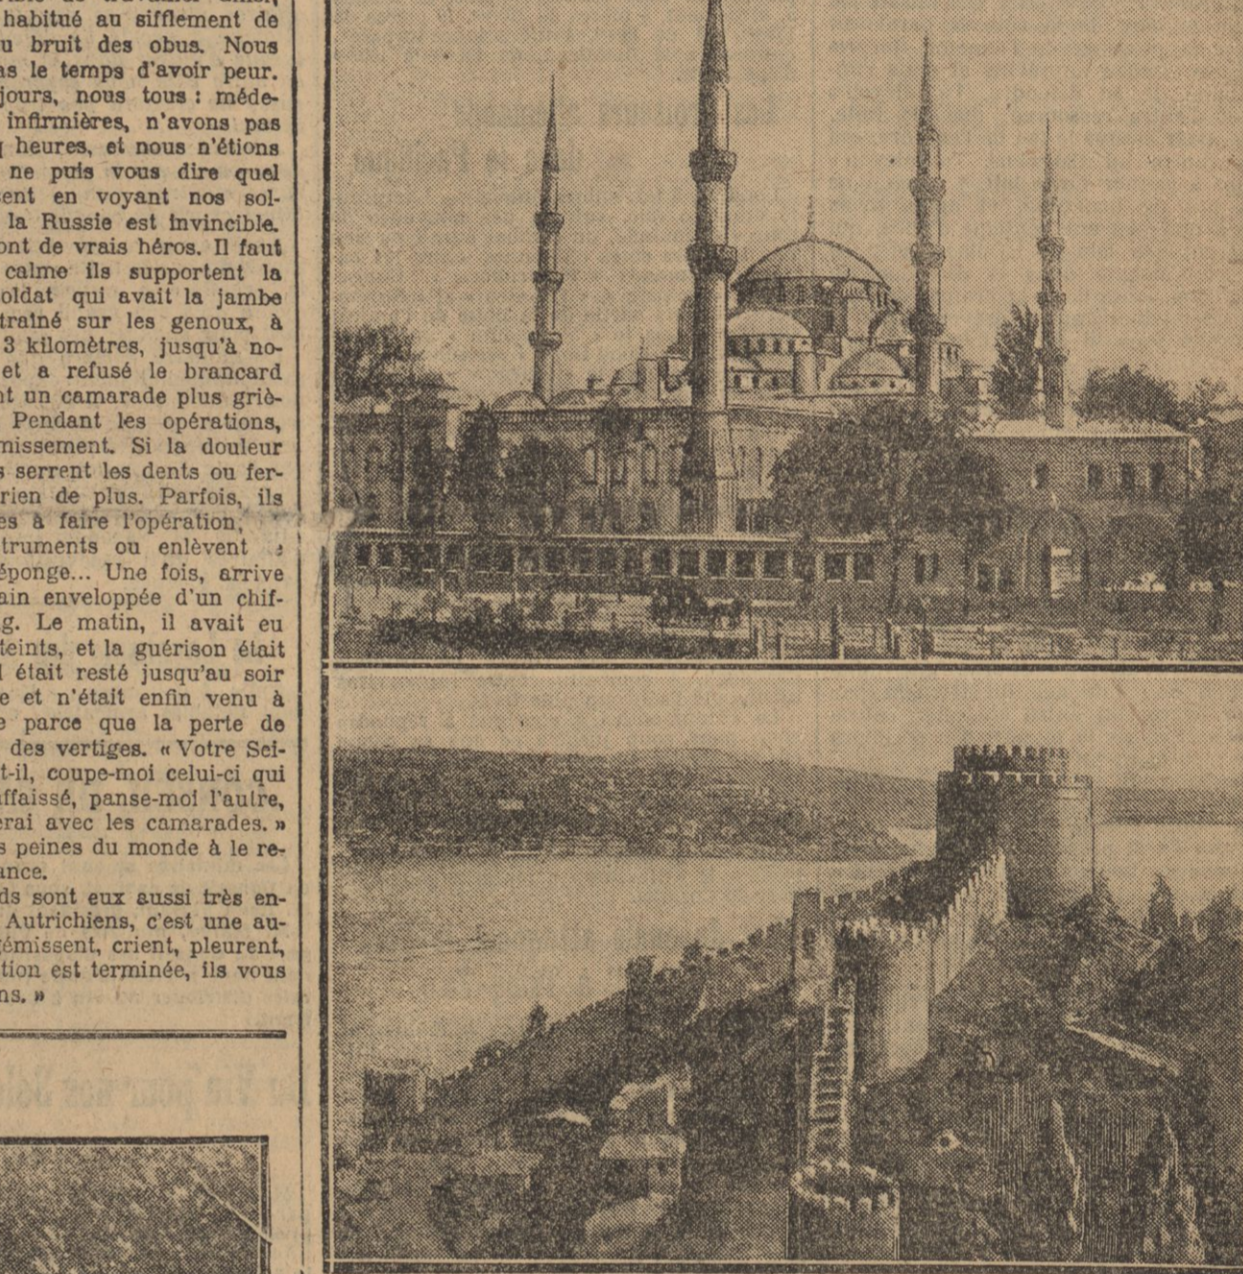 habitué au sifflement de
u bruit des obus. Nous
as le temps d'avoir peur.
jours, nous tous : méde-
infirmières, n'avons pas
q heures, et nous n'étions
ne puis vous dire quel
sent en voyant nos sol-
la Russie est invincible.
ont de vrais héros. Il faut
calme ils supportent la
oldat qui avait la jambe
traîné sur les genoux, à
3 kilomètres, jusqu'à no-
et a refusé le brancard
nt un camarade plus griè-
Pendant les opérations,
missement. Si la douleur
s serrent les dents ou fer-
rien de plus. Parfois, ils
es à faire l'opération,
truments ou enlèvent
éponge... Une fois, arrive
ain enveloppée d'un chif-
g. Le matin, il avait eu
teints, et la guérison était
l était resté jusqu'au soir
e et n'était enfin venu à
e parce que la perte de
des vertiges. « Votre Sei-
t-il, coupe-moi celui-ci qui
affaissé, panse-moi l'autre,
erai avec les camarades. »
s peines du monde à le re-
ance.
ds sont eux aussi très en-
Autrichiens, c'est une au-
gémissent, crient, pleurent,
tion est terminée, ils vous
ns. »